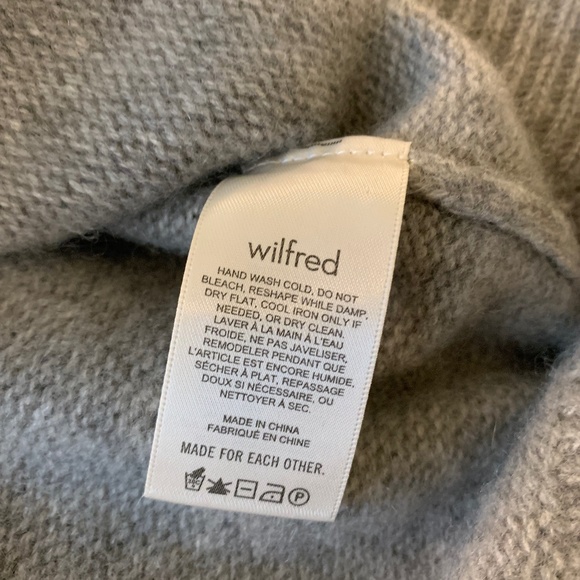 wilfred
HAND WASH COLD, DO NOT
BLEACH, RESHAPE WHILE DAMP,
DRY FLAT, COOL IRON ONLY IF
NEEDED, OR DRY CLEAN.
LAVER À LA MAIN À L'EAU
FROIDE, NE PAS JAVELISER,
REMODELER PENDANT QUE
L'ARTICLE EST ENCORE HUMIDE,
SÉCHER À PLAT, REPASSAGE
DOUX SI NÉCESSAIRE, OU
NETTOYER À SEC.
MADE IN CHINA
FABRIQUÉ EN CHINE
MADE FOR EACH OTHER.
P